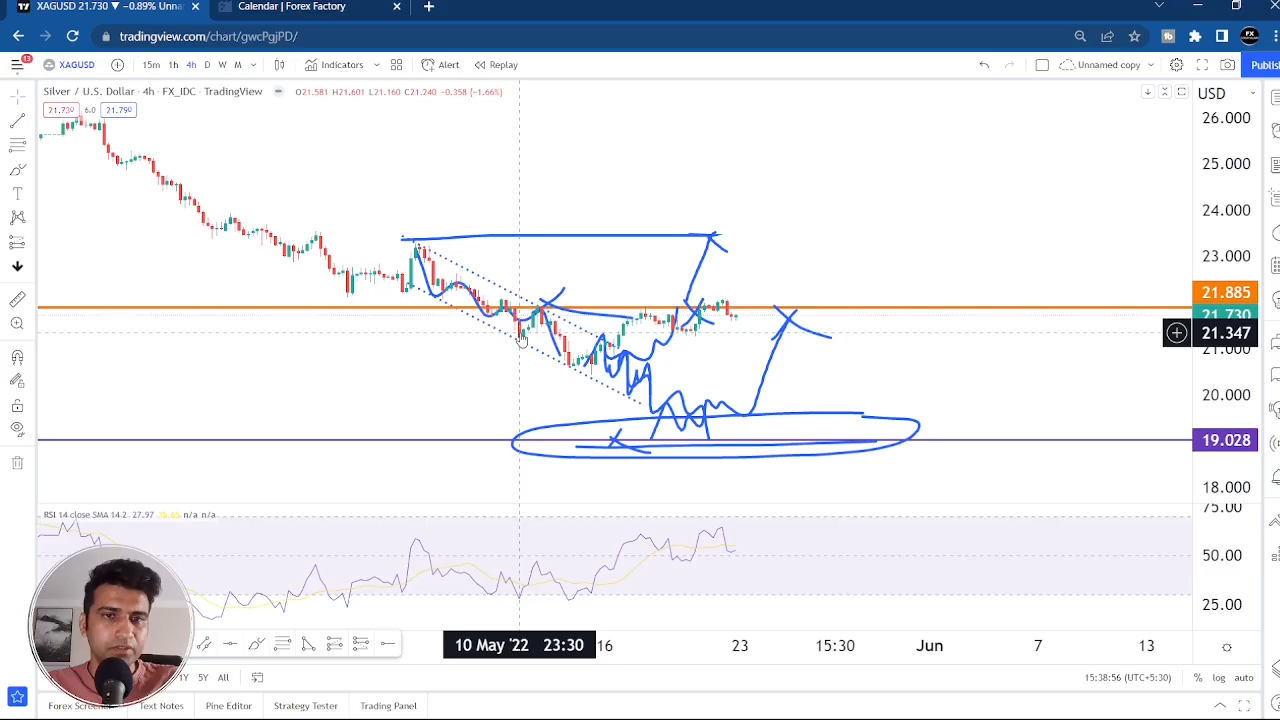 XAGUSD 21.730 ▼ −0.89% Unna
Calendar | Forex Factory
tradingview.com/chart/gwcPgjPD/
XAGUSD 15m 1h 4h D W M Indicators Alert Replay Unnamed copy Publis
Silver / U.S. Dollar · 4h · FX_IDC · TradingView O21.581 H21.601 L21.160 C21.240 −0.358 (−1.66%)
USD
21.730 6.0 21.790
26.000
25.000
24.000
23.000
21.885
21.730
21.347
21.000
20.000
19.028
18.000
RSI 14 close SMA 14 2 27.97 n/a n/a
75.00
50.00
25.00
10 May '22 23:30 16 23 15:30 Jun 7 13
1Y 5Y All 15:38:56 (UTC+5:30) % log auto
Forex Screener Text Notes Pine Editor Strategy Tester Trading Panel